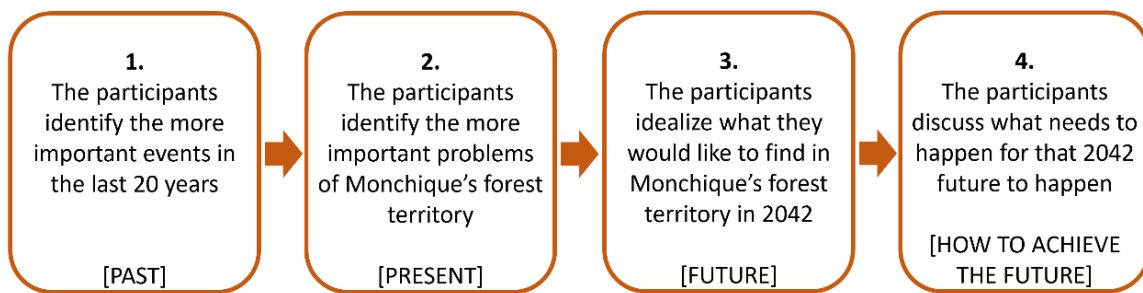 1.
The participants
identify the more
important events in
the last 20 years
[PAST]
2.
The participants
identify the more
important problems
of Monchique's forest
territory
[PRESENT]
3.
The participants
idealize what they
would like to find in
Monchique's forest
territory in 2042
[FUTURE]
4.
The participants
discuss what needs to
happen for that 2042
future to happen
[HOW TO ACHIEVE
THE FUTURE]